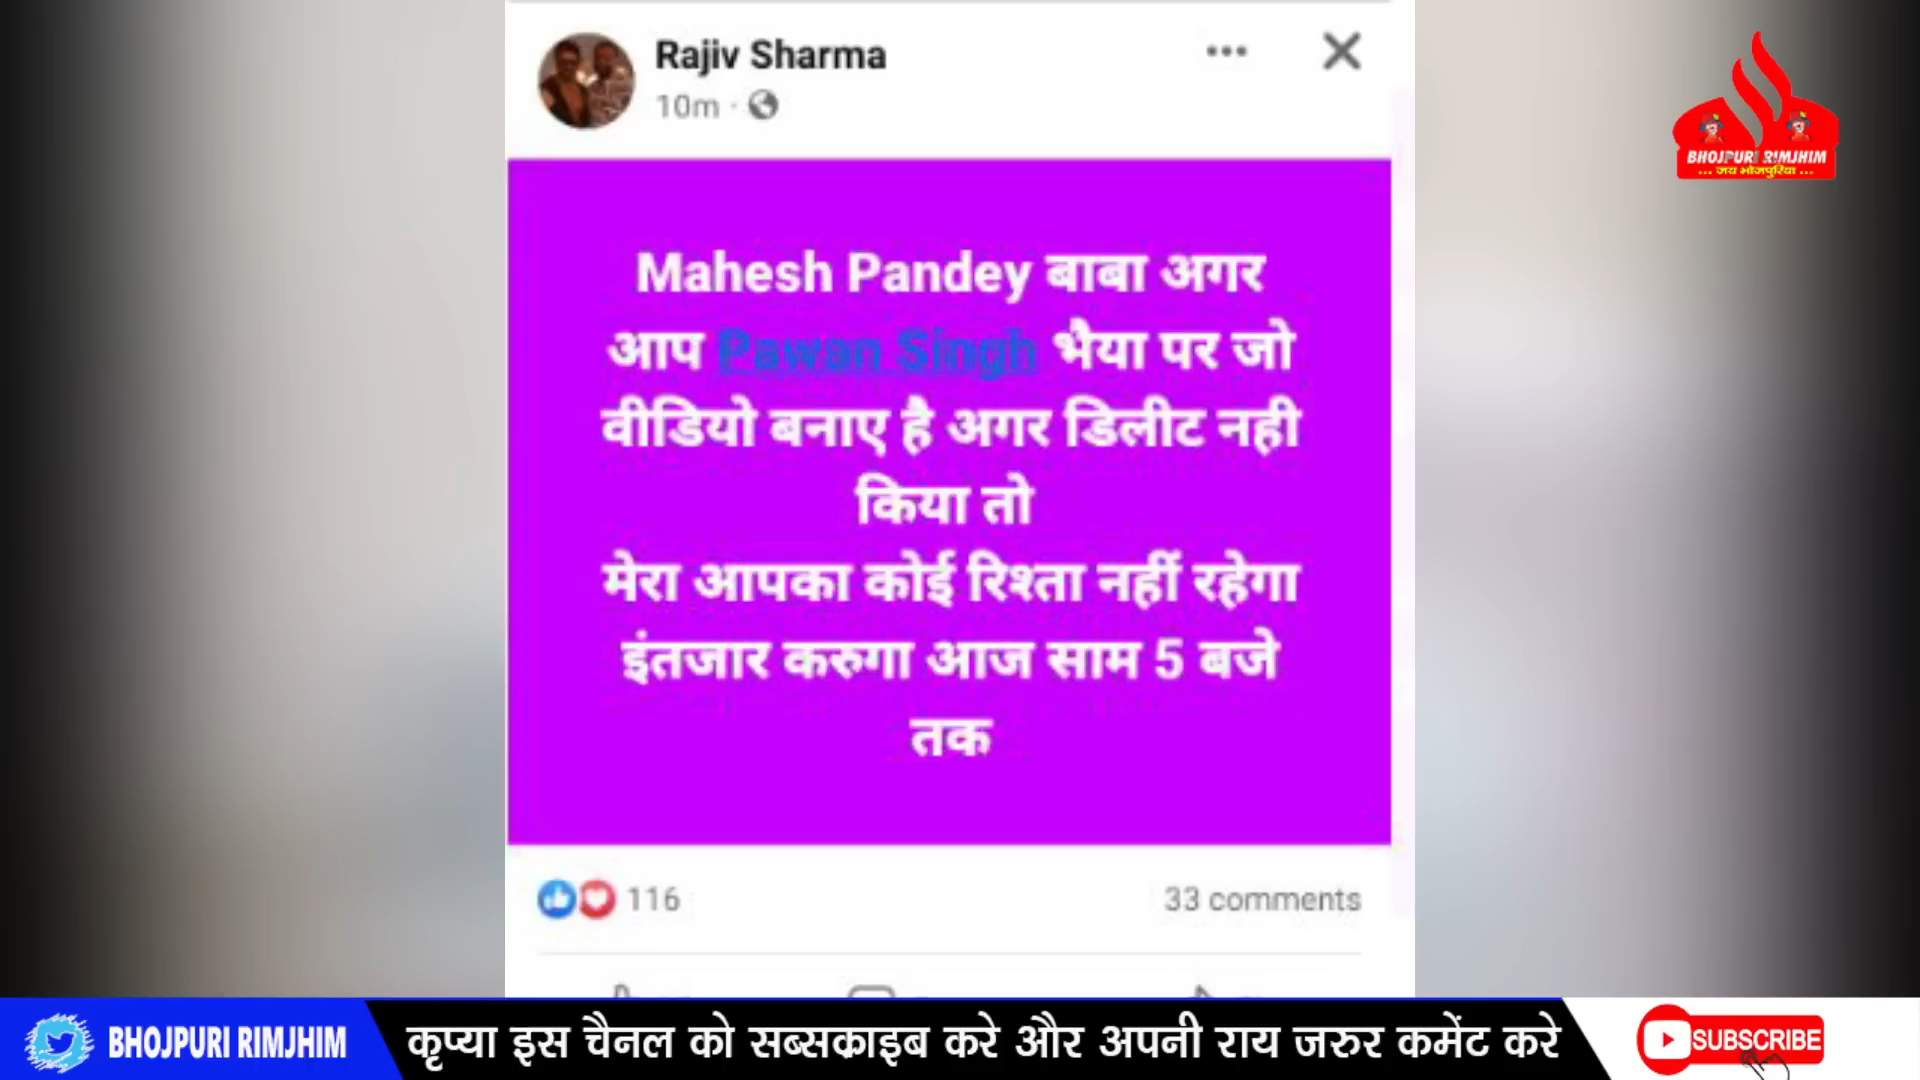 Rajiv Sharma
10m
BHOJPURI RIMJHIM
... जय भोजपुरिया ...
Mahesh Pandey बाबा अगर
आप Pawan Singh भैया पर जो
वीडियो बनाए है अगर डिलीट नही
किया तो
मेरा आपका कोई रिश्ता नहीं रहेगा
इंतजार करुगा आज साम 5 बजे
तक
116
33 comments
BHOJPURI RIMJHIM
कृप्या इस चैनल को सब्सक्राइब करे और अपनी राय जरुर कमेंट करे
SUBSCRIBE